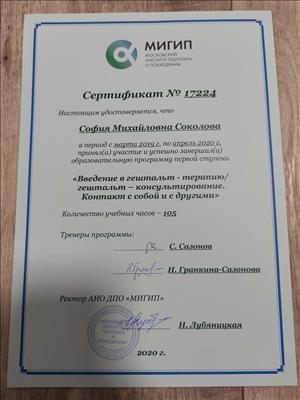 МИГИП
МОСКОВСКИЙ
ИНСТИТУТ ГЕШТАЛЬТА
И ПСИХОДРАМЫ
Сертификат № 17224
Настоящим удостоверяется, что
София Михайловна Соколова
в период с марта 2019 г. по апрель 2020 г.
принял(а) участие и успешно завершил(а)
образовательную программу первой ступени
«Введение в гештальт - терапию/
гештальт – консультирование.
Контакт с собой и с другими»
Количество учебных часов – 105
Тренеры программы:
С. Сазонов
Н. Гранкина-Сазонова
Ректор АНО ДПО «МИГИП»
Н. Лубяницкая
2020 г.